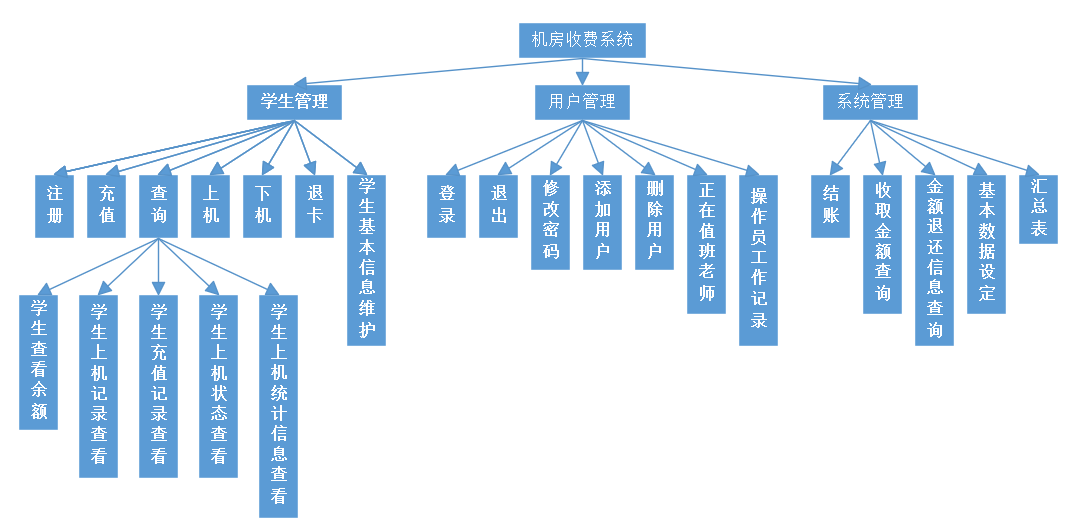 机房收费系统
学生管理
用户管理
系统管理
注册
充值
查询
上机
下机
退卡
学生基本信息维护
登录
退出
修改密码
添加用户
删除用户
正在值班老师
操作员工作记录
结账
收取金额查询
金额退还信息查询
基本数据设定
汇总表
学生查看余额
学生上机记录查看
学生充值记录查看
学生上机状态查看
学生上机统计信息查看